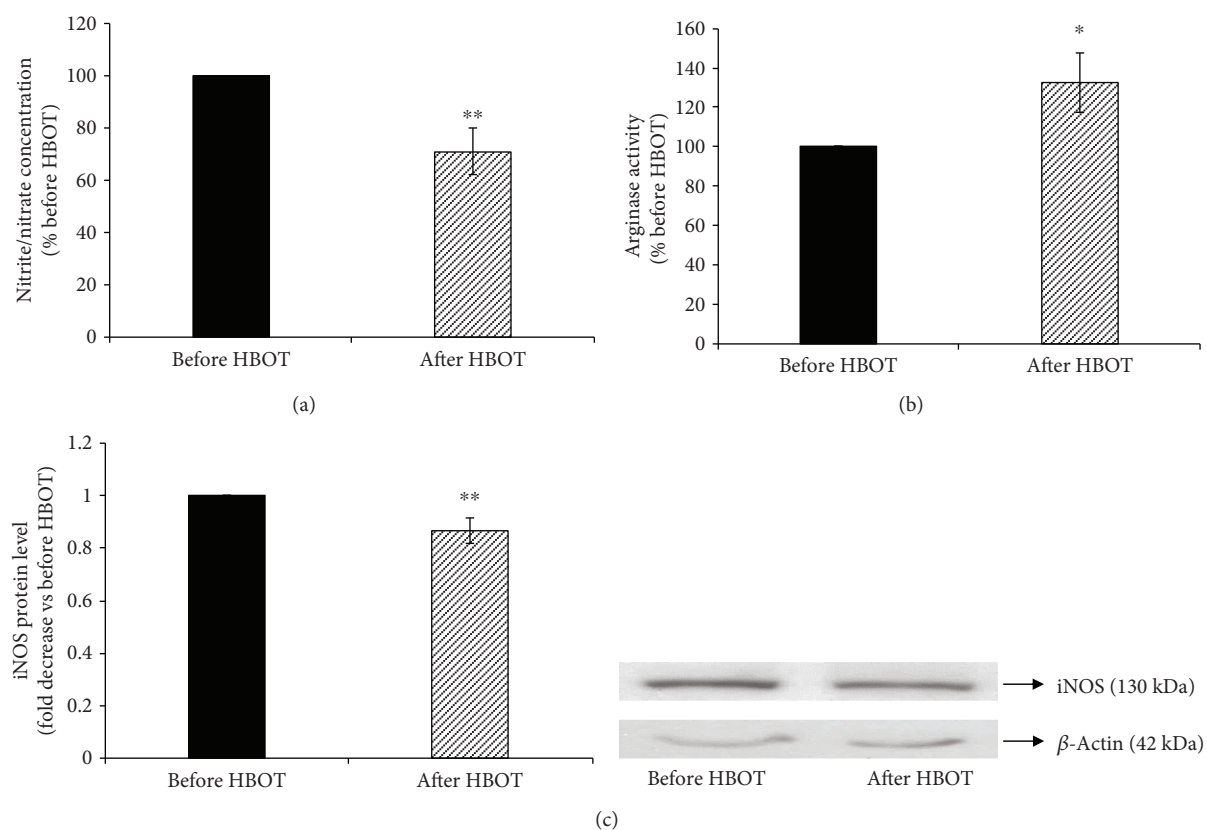 120
100
80
60
40
20
0
Nitrite/nitrate concentration
(% before HBOT)
**
Before HBOT
After HBOT
(a)
160
140
120
100
80
60
40
20
0
Arginase activity
(% before HBOT)
*
Before HBOT
After HBOT
(b)
1.2
1
0.8
0.6
0.4
0.2
0
iNOS protein level
(fold decrease vs before HBOT)
**
Before HBOT
After HBOT
iNOS (130 kDa)
β-Actin (42 kDa)
Before HBOT
After HBOT
(c)